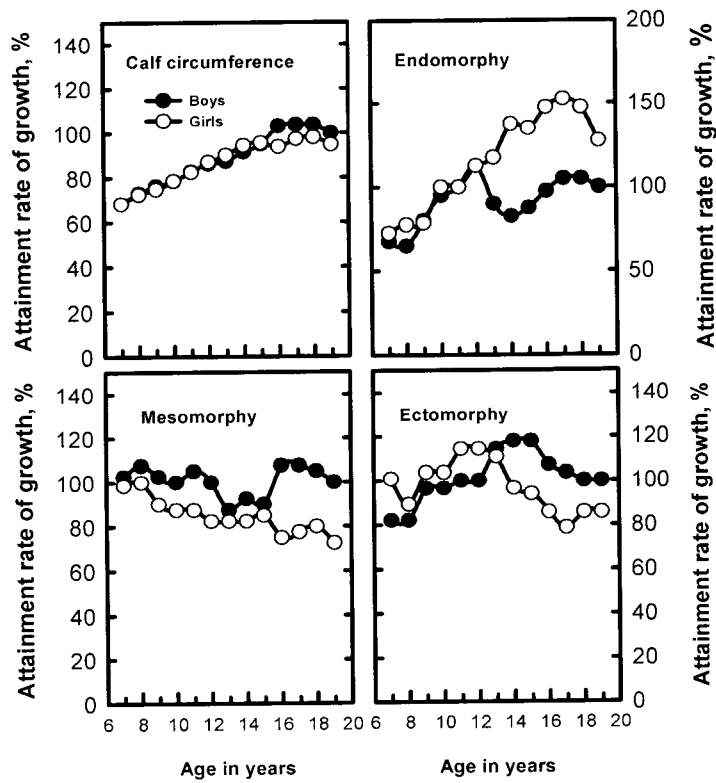 Calf circumference
Boys
Girls
Attainment rate of growth, %
140
120
100
80
60
40
20
0
Endomorphy
200
150
100
50
0
Attainment rate of growth, %
Mesomorphy
Attainment rate of growth, %
140
120
100
80
60
40
20
0
6 8 10 12 14 16 18 20
Age in years
Ectomorphy
140
120
100
80
60
40
20
0
Attainment rate of growth, %
6 8 10 12 14 16 18 20
Age in years